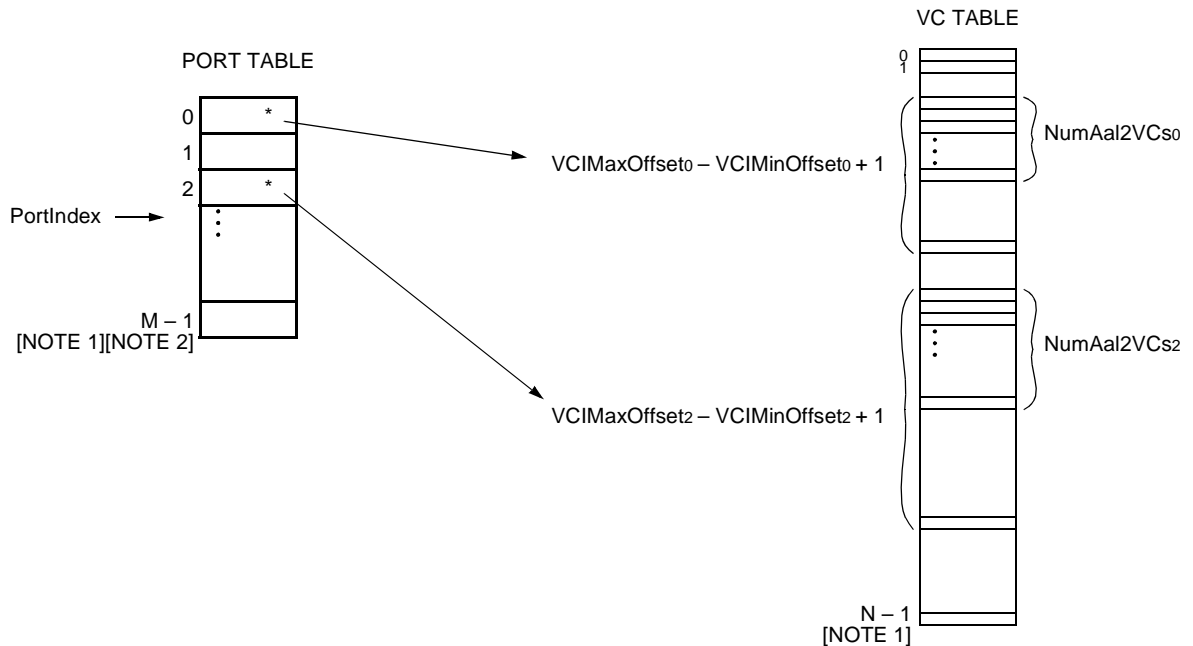 VC TABLE
PORT TABLE
0
1
0 *
1
2 *
PortIndex
M – 1
[NOTE 1][NOTE 2]
VCIMaxOffset0 – VCIMinOffset0 + 1
NumAal2VCs0
VCIMaxOffset2 – VCIMinOffset2 + 1
NumAal2VCs2
N – 1
[NOTE 1]